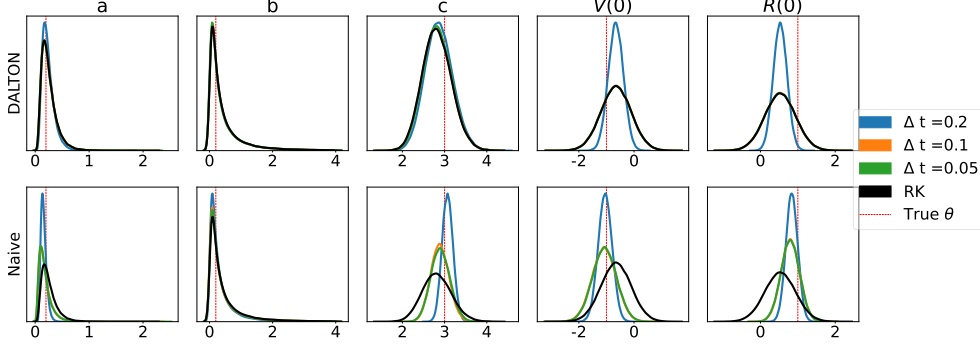 a b c V(0) R(0)
DALTON
0 1 2
0 2 4
2 3 4
-2 0
0 2
Δ t =0.2
Δ t =0.1
Δ t =0.05
RK
True θ
Naive
0 1 2
0 2 4
2 3 4
-2 0
0 2